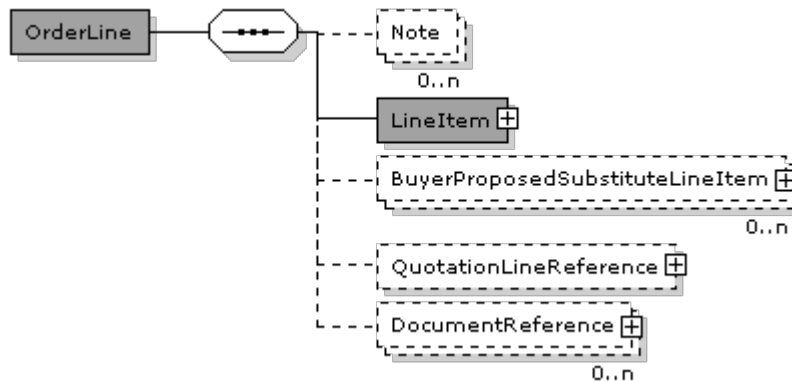 OrderLine
Note
0..n
LineItem
BuyerProposedSubstituteLineItem
0..n
QuotationLineReference
DocumentReference
0..n